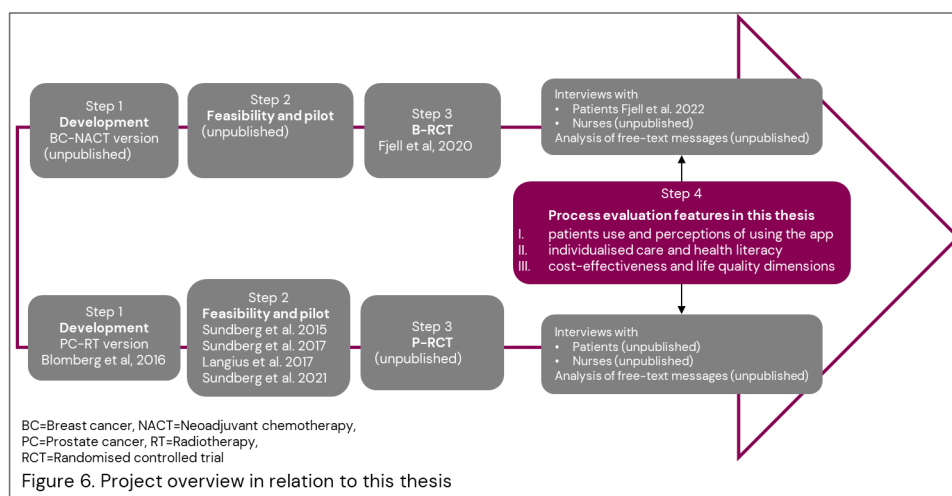 Step 1
Development
BC-NACT version
(unpublished)
Step 2
Feasibility and pilot
(unpublished)
Step 3
B-RCT
Fjell et al, 2020
Interviews with
• Patients Fjell et al. 2022
• Nurses (unpublished)
Analysis of free-text messages (unpublished)
Step 4
Process evaluation features in this thesis
I. patients use and perceptions of using the app
II. individualised care and health literacy
III. cost-effectiveness and life quality dimensions
Step 1
Development
PC-RT version
Blomberg et al, 2016
Step 2
Feasibility and pilot
Sundberg et al. 2015
Sundberg et al. 2017
Langius et al. 2017
Sundberg et al. 2021
Step 3
P-RCT
(unpublished)
Interviews with
• Patients (unpublished)
• Nurses (unpublished)
Analysis of free-text messages (unpublished)
BC=Breast cancer, NACT=Neoadjuvant chemotherapy,
PC=Prostate cancer, RT=Radiotherapy,
RCT=Randomised controlled trial
Figure 6. Project overview in relation to this thesis